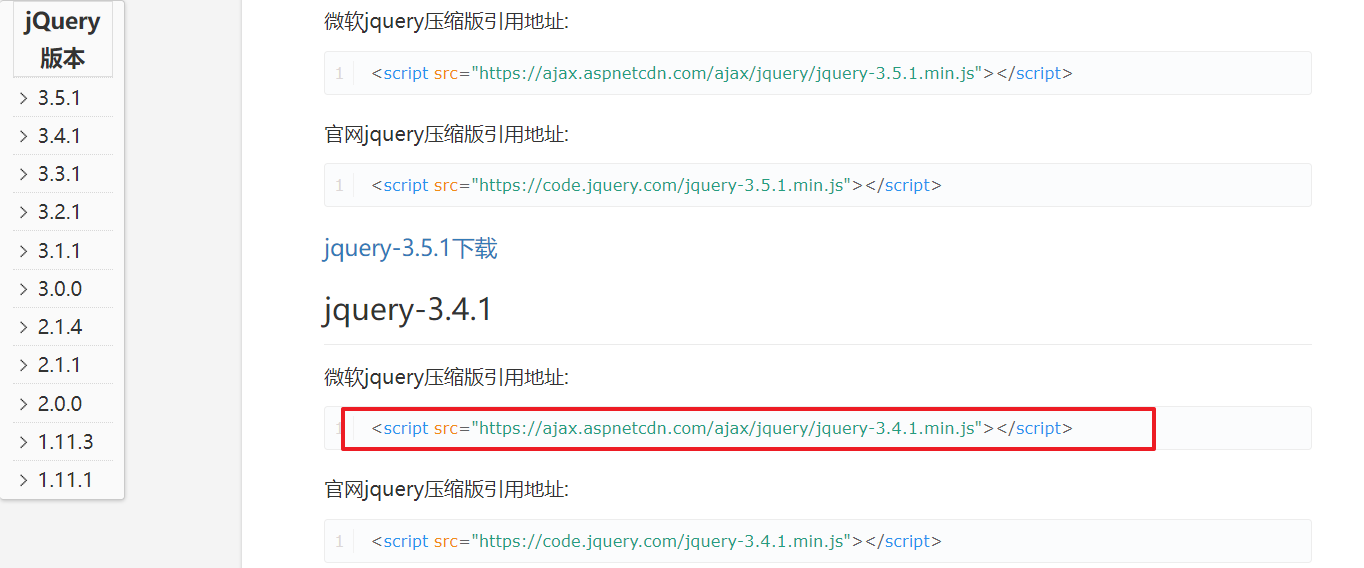 jQuery
版本
3.5.1
3.4.1
3.3.1
3.2.1
3.1.1
3.0.0
2.1.4
2.1.1
2.0.0
1.11.3
1.11.1
微软jquery压缩版引用地址:
1 <script src="https://ajax.aspnetcdn.com/ajax/jquery/jquery-3.5.1.min.js"></script>
官网jquery压缩版引用地址:
1 <script src="https://code.jquery.com/jquery-3.5.1.min.js"></script>
jquery-3.5.1下载
jquery-3.4.1
微软jquery压缩版引用地址:
1 <script src="https://ajax.aspnetcdn.com/ajax/jquery/jquery-3.4.1.min.js"></script>
官网jquery压缩版引用地址:
1 <script src="https://code.jquery.com/jquery-3.4.1.min.js"></script>